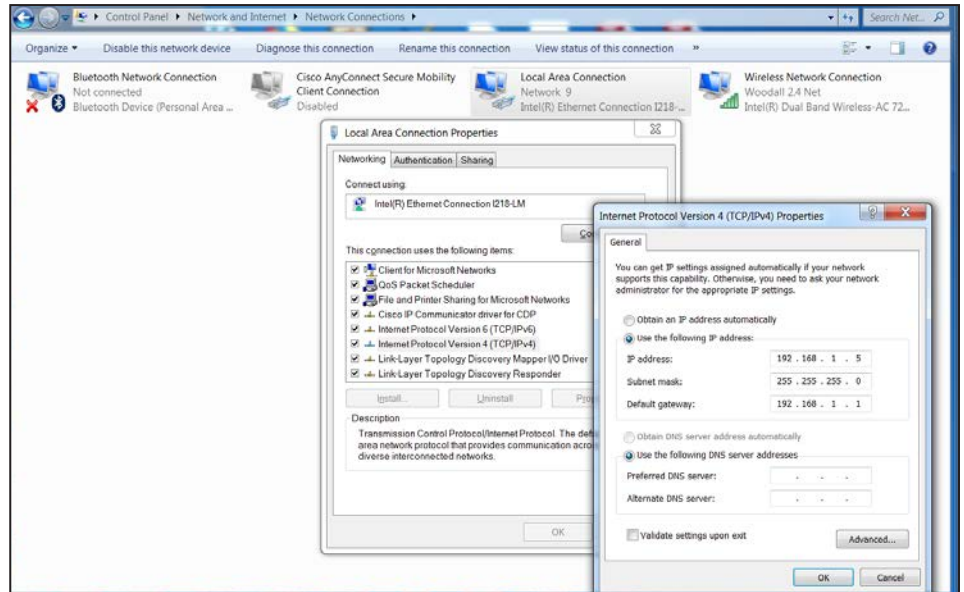 Control Panel ▸ Network and Internet ▸ Network Connections ▸
Search Net...
Organize ▾ Disable this network device Diagnose this connection Rename this connection View status of this connection »
Bluetooth Network Connection
Not connected
Bluetooth Device (Personal Area ...
Cisco AnyConnect Secure Mobility
Client Connection
Disabled
Local Area Connection
Network 9
Intel(R) Ethernet Connection I218-...
Wireless Network Connection
Woodall 2.4 Net
Intel(R) Dual Band Wireless-AC 72...
Local Area Connection Properties
Networking Authentication Sharing
Connect using:
Intel(R) Ethernet Connection I218-LM
Co
This connection uses the following items:
Client for Microsoft Networks
QoS Packet Scheduler
File and Printer Sharing for Microsoft Networks
Cisco IP Communicator driver for CDP
Internet Protocol Version 6 (TCP/IPv6)
Internet Protocol Version 4 (TCP/IPv4)
Link-Layer Topology Discovery Mapper I/O Driver
Link-Layer Topology Discovery Responder
Install... Uninstall Prop
Description
Transmission Control Protocol/Internet Protocol. The defa
area network protocol that provides communication acro
diverse interconnected networks.
OK
Internet Protocol Version 4 (TCP/IPv4) Properties
General
You can get IP settings assigned automatically if your network
supports this capability. Otherwise, you need to ask your network
administrator for the appropriate IP settings.
Obtain an IP address automatically
Use the following IP address:
IP address: 192 . 168 . 1 . 5
Subnet mask: 255 . 255 . 255 . 0
Default gateway: 192 . 168 . 1 . 1
Obtain DNS server address automatically
Use the following DNS server addresses
Preferred DNS server: . . .
Alternate DNS server: . . .
Validate settings upon exit
Advanced...
OK Cancel